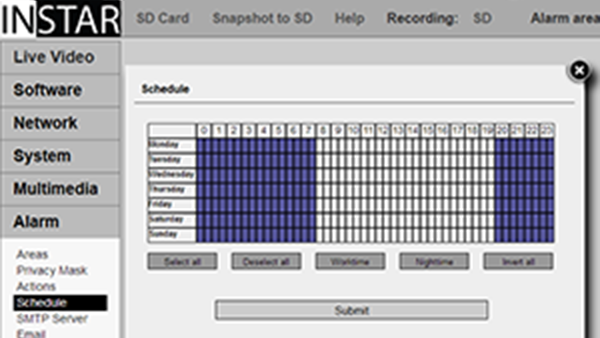 INSTAR
SD Card Snapshot to SD Help Recording: SD Alarm area
Live Video
Software
Network
System
Multimedia
Alarm
Areas
Privacy Mask
Actions
Schedule
SMTP Server
Email
Schedule
0 1 2 3 4 5 6 7 8 9 10 11 12 13 14 15 16 17 18 19 20 21 22 23
Monday
Tuesday
Wednesday
Thursday
Friday
Saturday
Sunday
Select all Deselect all Worktime Nighttime Invert all
Submit